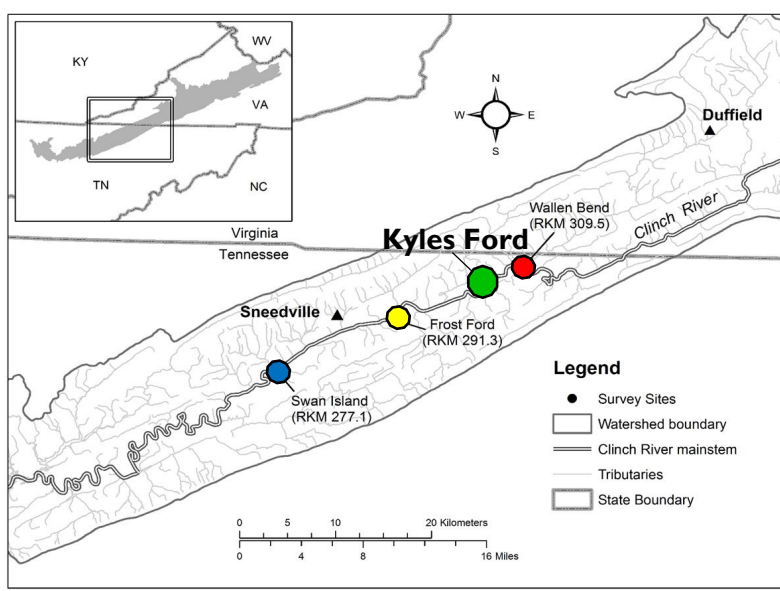 KY
WV
VA
TN
NC
N
W
E
S
Duffield
Wallen Bend
(RKM 309.5)
Clinch River
Virginia
Kyles Ford
Tennessee
Sneedville
Frost Ford
(RKM 291.3)
Swan Island
(RKM 277.1)
Legend
Survey Sites
Watershed boundary
Clinch River mainstem
Tributaries
State Boundary
0 5 10 20 Kilometers
0 4 8 16 Miles